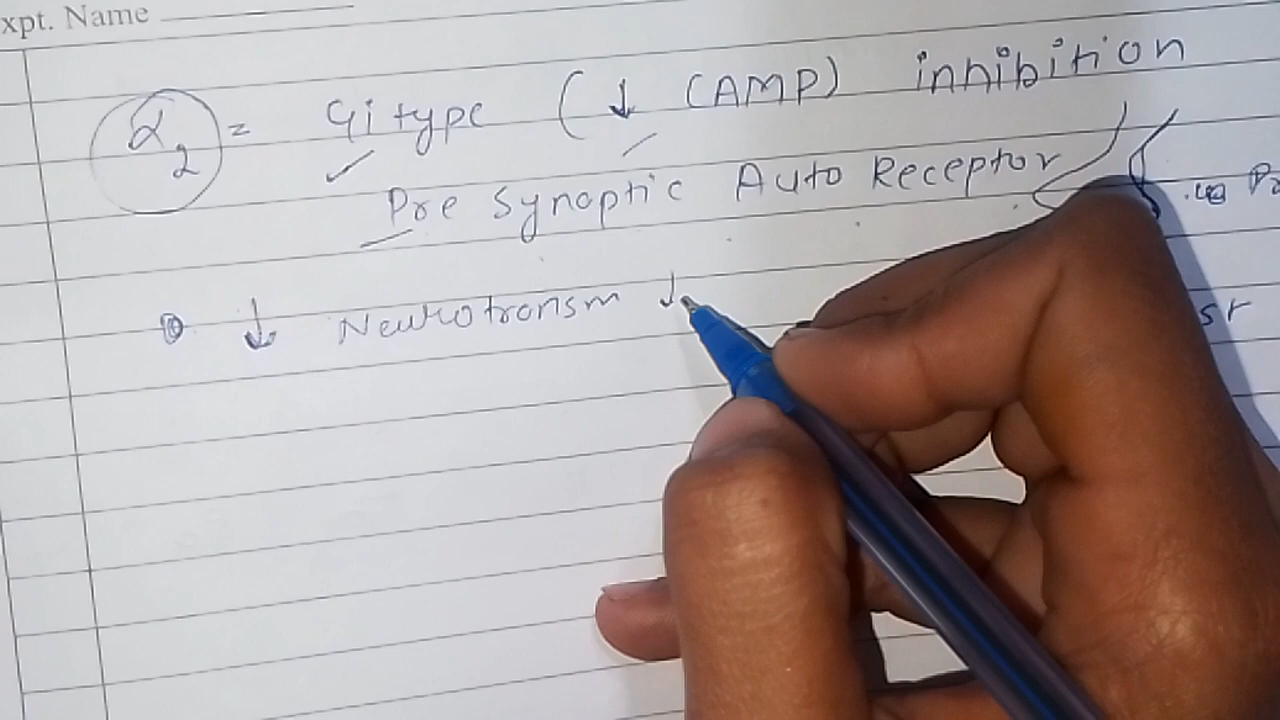 xpt. Name
α2 = Gi type (↓ CAMP) inhibition
Pre Synaptic Auto Receptor
↓ Neurotransm ↓